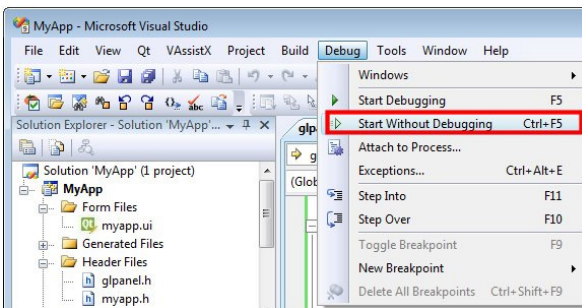 MyApp - Microsoft Visual Studio
File Edit View Qt VAssistX Project Build Debug Tools Window Help
Solution Explorer - Solution 'MyApp'...
Solution 'MyApp' (1 project)
MyApp
Form Files
myapp.ui
Generated Files
Header Files
glpanel.h
myapp.h
glp
g
(Glob
Windows
Start Debugging F5
Start Without Debugging Ctrl+F5
Attach to Process...
Exceptions... Ctrl+Alt+E
Step Into F11
Step Over F10
Toggle Breakpoint F9
New Breakpoint
Delete All Breakpoints Ctrl+Shift+F9